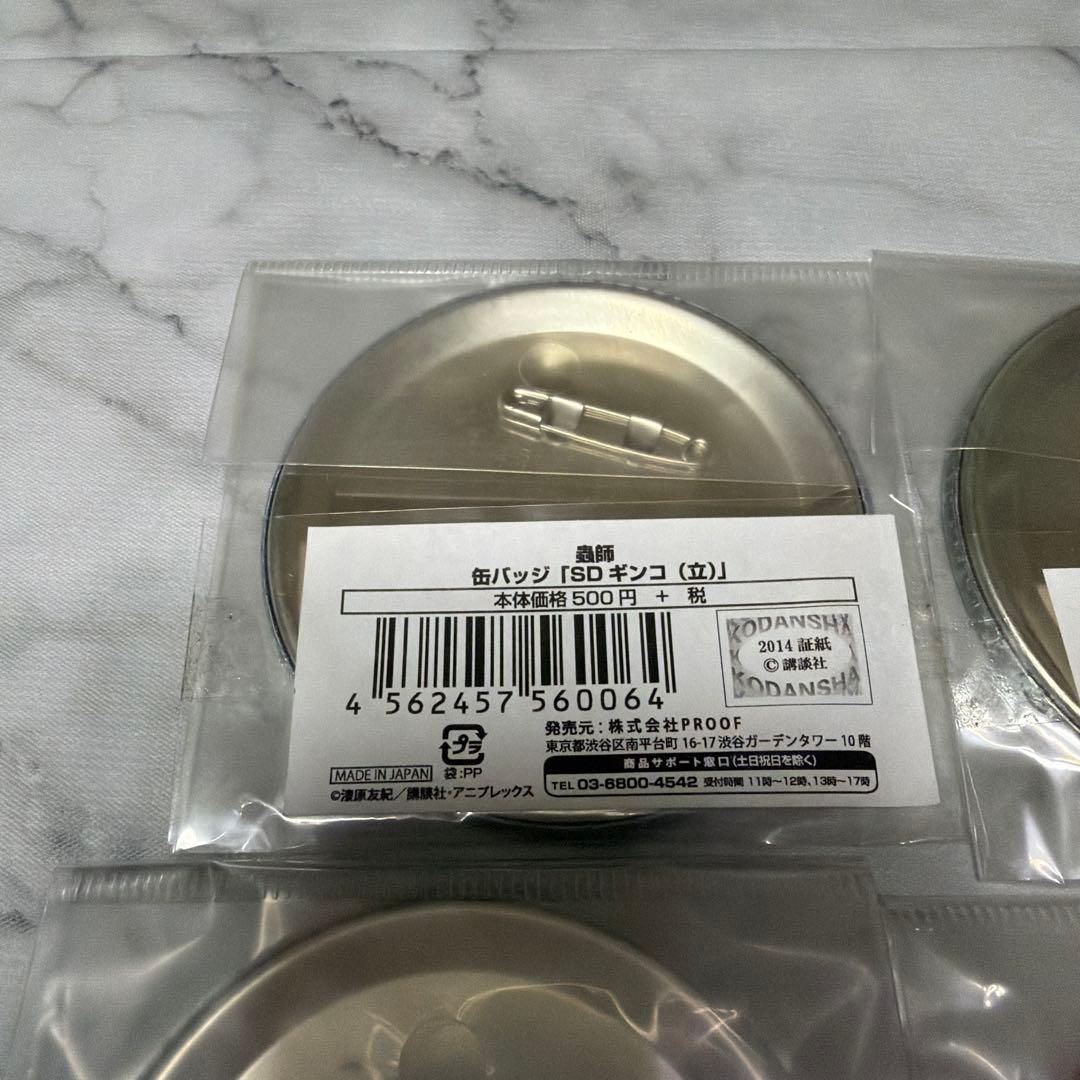 蟲師
缶バッジ「SD ギンコ（立）」
本体価格500円 + 税
4 562457 560064
KODANSHA
2014 証紙
©講談社
KODANSHA
発売元：株式会社PROOF
東京都渋谷区南平台町 16-17 渋谷ガーデンタワー 10 階
プラ
袋：PP
商品サポート窓口（土日祝日を除く）
TEL 03-6800-4542 受付時間 11時〜12時、13時〜17時
MADE IN JAPAN
©漆原友紀／講談社・アニプレックス